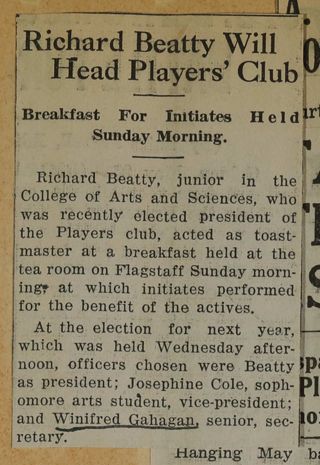 Richard Beatty Will
Head Players' Club
Breakfast For Initiates Held
Sunday Morning.
Richard Beatty, junior in the
College of Arts and Sciences, who
was recently elected president of
the Players club, acted as toast-
master at a breakfast held at the
tea room on Flagstaff Sunday morn-
ing, at which initiates performed
for the benefit of the actives.
At the election for next year,
which was held Wednesday after-
noon, officers chosen were Beatty
as president; Josephine Cole, soph-
omore arts student, vice-president;
and Winifred Gahagan, senior, sec-
retary.
Hanging May